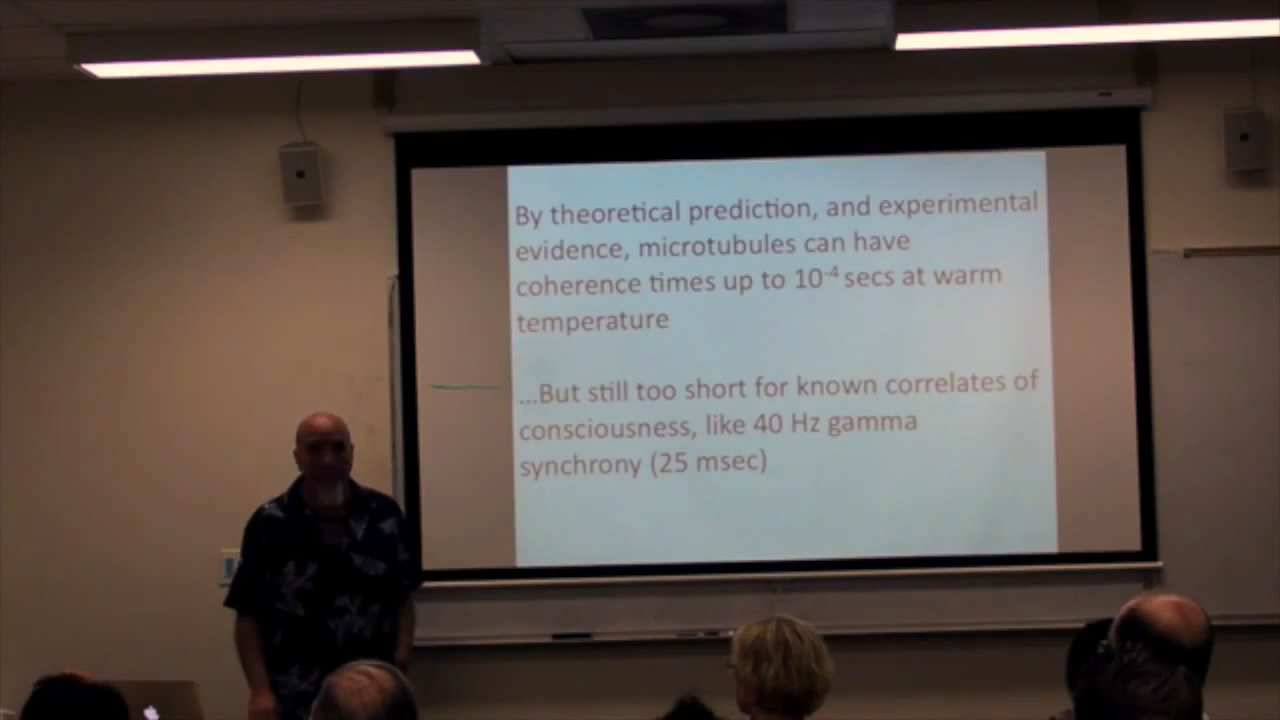 By theoretical prediction, and experimental
evidence, microtubules can have
coherence times up to 10⁻⁴ secs at warm
temperature
...But still too short for known correlates of
consciousness, like 40 Hz gamma
synchrony (25 msec)